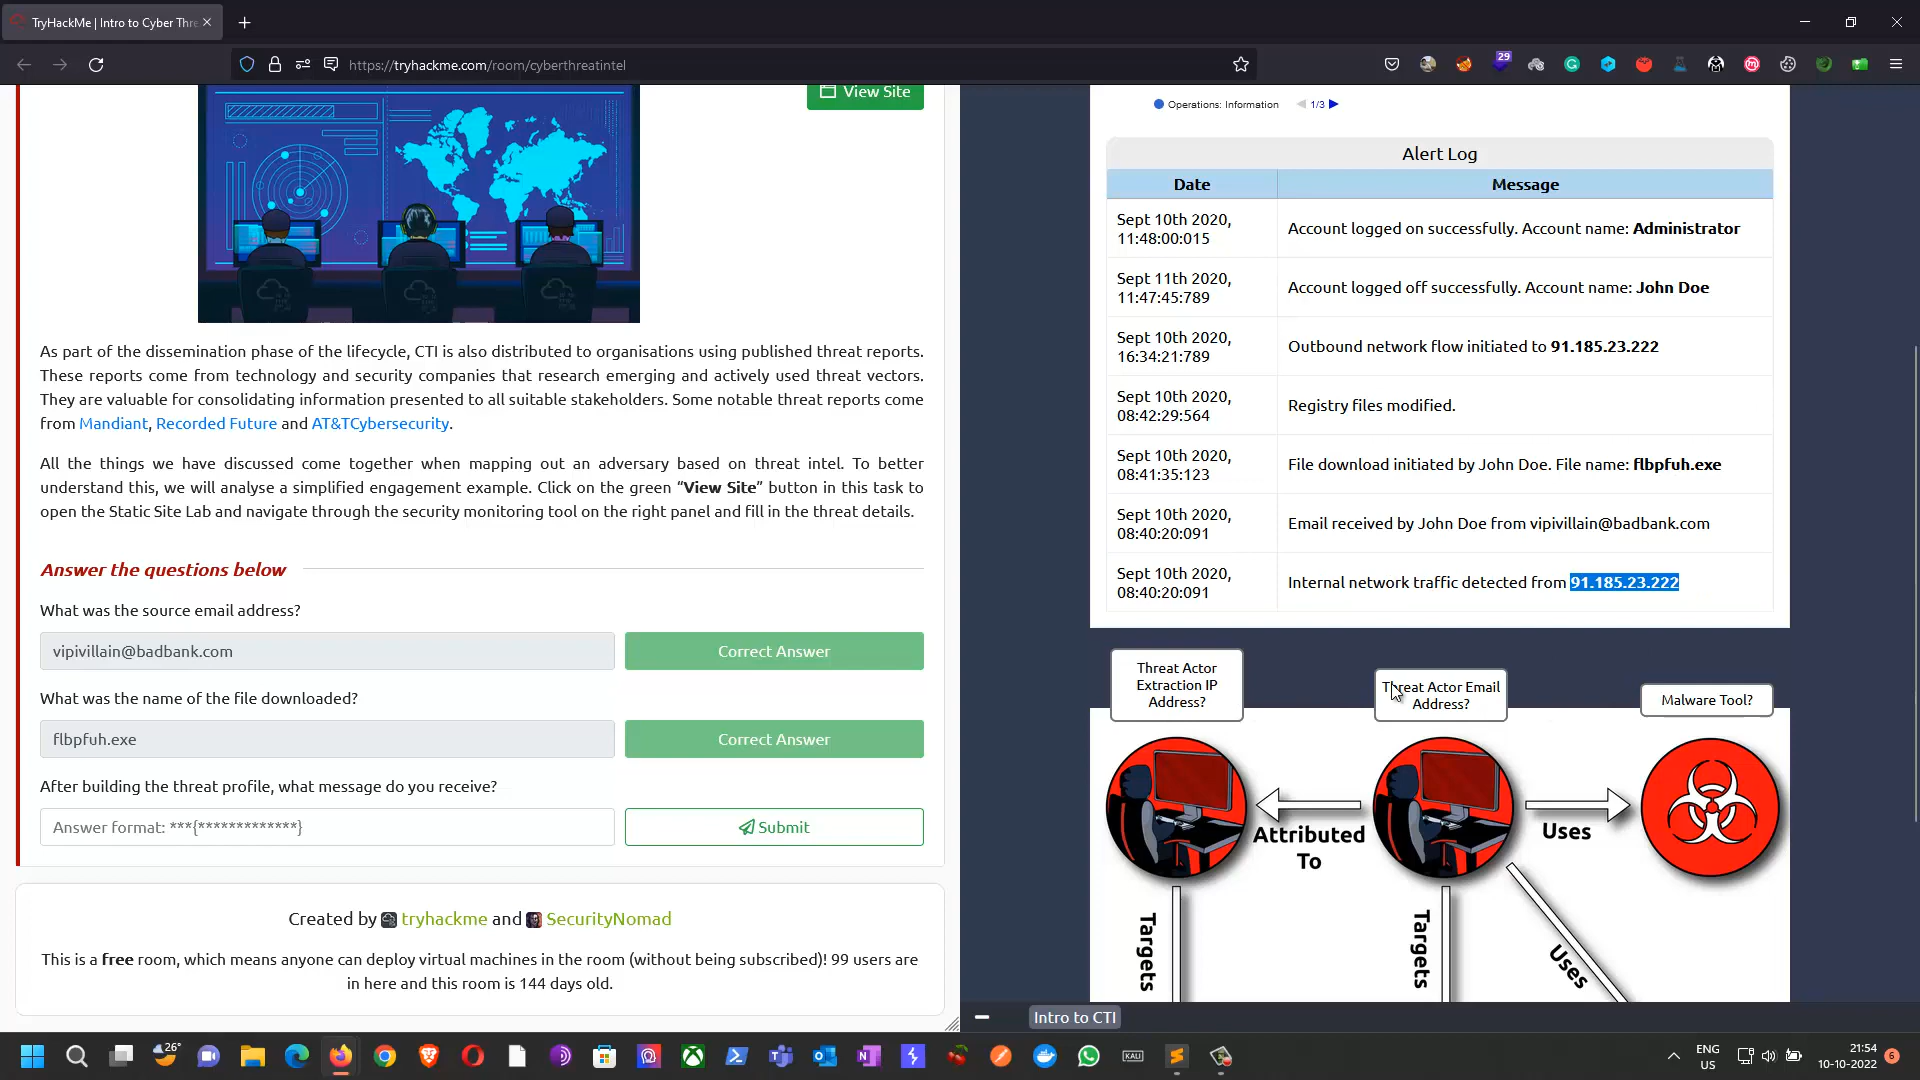 TryHackMe | Intro to Cyber Thre
https://tryhackme.com/room/cyberthreatintel
29
View Site
As part of the dissemination phase of the lifecycle, CTI is also distributed to organisations using published threat reports.
These reports come from technology and security companies that research emerging and actively used threat vectors.
They are valuable for consolidating information presented to all suitable stakeholders. Some notable threat reports come
from Mandiant, Recorded Future and AT&TCybersecurity.
All the things we have discussed come together when mapping out an adversary based on threat intel. To better
understand this, we will analyse a simplified engagement example. Click on the green “View Site” button in this task to
open the Static Site Lab and navigate through the security monitoring tool on the right panel and fill in the threat details.
Answer the questions below
What was the source email address?
vipivillain@badbank.com
Correct Answer
What was the name of the file downloaded?
flbpfuh.exe
Correct Answer
After building the threat profile, what message do you receive?
Answer format: ***{*************}
Submit
Created by tryhackme and SecurityNomad
This is a free room, which means anyone can deploy virtual machines in the room (without being subscribed)! 99 users are
in here and this room is 144 days old.
Operations: Information 1/3
Alert Log
Date Message
Sept 10th 2020,
11:48:00:015
Account logged on successfully. Account name: Administrator
Sept 11th 2020,
11:47:45:789
Account logged off successfully. Account name: John Doe
Sept 10th 2020,
16:34:21:789
Outbound network flow initiated to 91.185.23.222
Sept 10th 2020,
08:42:29:564
Registry files modified.
Sept 10th 2020,
08:41:35:123
File download initiated by John Doe. File name: flbpfuh.exe
Sept 10th 2020,
08:40:20:091
Email received by John Doe from vipivillain@badbank.com
Sept 10th 2020,
08:40:20:091
Internal network traffic detected from 91.185.23.222
Threat Actor
Extraction IP
Address?
Threat Actor Email
Address?
Malware Tool?
Attributed
To
Uses
Targets
Targets
Uses
Intro to CTI
26°
KALI
ENG
US
21:54
10-10-2022
6